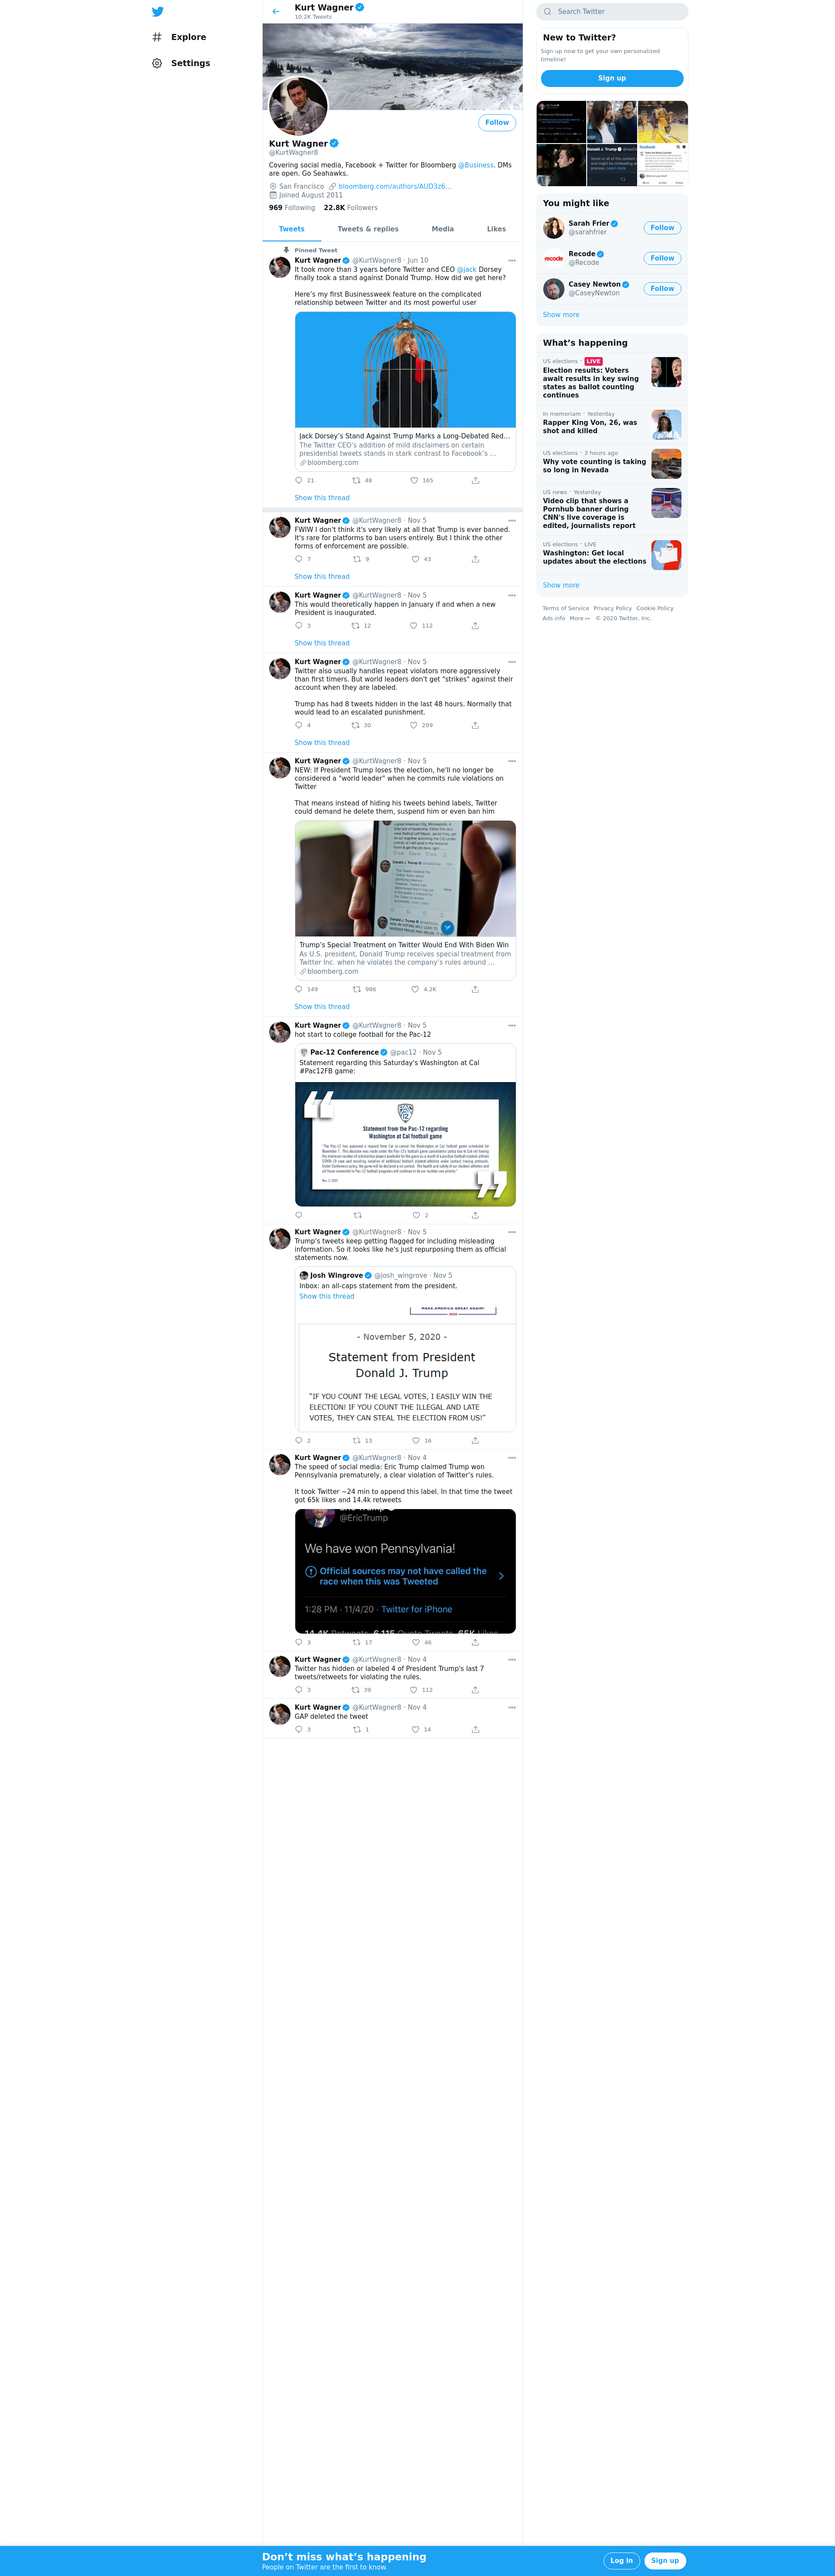 Explore
Settings
Kurt Wagner
10.2K Tweets
Follow
Kurt Wagner
@KurtWagner8
Covering social media, Facebook + Twitter for Bloomberg @Business. DMs
are open. Go Seahawks.
San Francisco bloomberg.com/authors/AUD3z6…
Joined August 2011
969 Following 22.8K Followers
Tweets Tweets & replies Media Likes
Pinned Tweet
Kurt Wagner @KurtWagner8 · Jun 10
It took more than 3 years before Twitter and CEO @jack Dorsey
finally took a stand against Donald Trump. How did we get here?
Here's my first Businessweek feature on the complicated
relationship between Twitter and its most powerful user
Jack Dorsey's Stand Against Trump Marks a Long-Debated Red…
The Twitter CEO's addition of mild disclaimers on certain
presidential tweets stands in stark contrast to Facebook's …
bloomberg.com
21 48 165
Show this thread
Kurt Wagner @KurtWagner8 · Nov 5
FWIW I don't think it's very likely at all that Trump is ever banned.
It's rare for platforms to ban users entirely. But I think the other
forms of enforcement are possible.
7 9 43
Show this thread
Kurt Wagner @KurtWagner8 · Nov 5
This would theoretically happen in January if and when a new
President is inaugurated.
3 12 112
Show this thread
Kurt Wagner @KurtWagner8 · Nov 5
Twitter also usually handles repeat violators more aggressively
than first timers. But world leaders don't get "strikes" against their
account when they are labeled.
Trump has had 8 tweets hidden in the last 48 hours. Normally that
would lead to an escalated punishment.
4 30 209
Show this thread
Kurt Wagner @KurtWagner8 · Nov 5
NEW: If President Trump loses the election, he'll no longer be
considered a "world leader" when he commits rule violations on
Twitter
That means instead of hiding his tweets behind labels, Twitter
could demand he delete them, suspend him or even ban him
Trump's Special Treatment on Twitter Would End With Biden Win
As U.S. president, Donald Trump receives special treatment from
Twitter Inc. when he violates the company's rules around …
bloomberg.com
149 986 4.2K
Show this thread
Kurt Wagner @KurtWagner8 · Nov 5
hot start to college football for the Pac-12
Pac-12 Conference @pac12 · Nov 5
Statement regarding this Saturday's Washington at Cal
#Pac12FB game:
Statement from the Pac-12 regarding
Washington at Cal football game
2
Kurt Wagner @KurtWagner8 · Nov 5
Trump's tweets keep getting flagged for including misleading
information. So it looks like he's just repurposing them as official
statements now.
Josh Wingrove @josh_wingrove · Nov 5
Inbox: an all-caps statement from the president.
Show this thread
MAKE AMERICA GREAT AGAIN!
- November 5, 2020 -
Statement from President
Donald J. Trump
"IF YOU COUNT THE LEGAL VOTES, I EASILY WIN THE
ELECTION! IF YOU COUNT THE ILLEGAL AND LATE
VOTES, THEY CAN STEAL THE ELECTION FROM US!"
2 13 16
Kurt Wagner @KurtWagner8 · Nov 4
The speed of social media: Eric Trump claimed Trump won
Pennsylvania prematurely, a clear violation of Twitter's rules.
It took Twitter ~24 min to append this label. In that time the tweet
got 65k likes and 14.4k retweets
@EricTrump
We have won Pennsylvania!
Official sources may not have called the
race when this was Tweeted
1:28 PM · 11/4/20 · Twitter for iPhone
14.4K Retweets 6,115 Quote Tweets 65K Likes
3 17 46
Kurt Wagner @KurtWagner8 · Nov 4
Twitter has hidden or labeled 4 of President Trump's last 7
tweets/retweets for violating the rules.
3 39 112
Kurt Wagner @KurtWagner8 · Nov 4
GAP deleted the tweet
3 1 14
Search Twitter
New to Twitter?
Sign up now to get your own personalized
timeline!
Sign up
You might like
Sarah Frier
@sarahfrier
Follow
recode
Recode
@Recode
Follow
Casey Newton
@CaseyNewton
Follow
Show more
What's happening
US elections · LIVE
Election results: Voters
await results in key swing
states as ballot counting
continues
In memoriam · Yesterday
Rapper King Von, 26, was
shot and killed
US elections · 3 hours ago
Why vote counting is taking
so long in Nevada
US news · Yesterday
Video clip that shows a
Pornhub banner during
CNN's live coverage is
edited, journalists report
US elections · LIVE
Washington: Get local
updates about the elections
Show more
Terms of Service Privacy Policy Cookie Policy
Ads info More © 2020 Twitter, Inc.
Don't miss what's happening
People on Twitter are the first to know.
Log in
Sign up